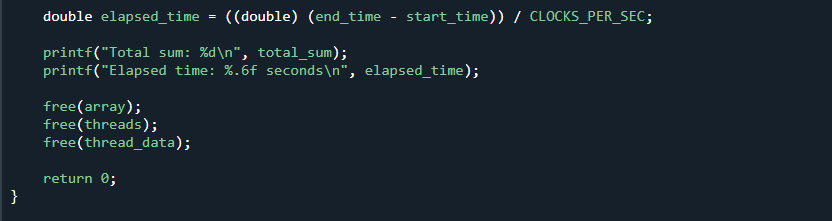 double elapsed_time = ((double) (end_time - start_time)) / CLOCKS_PER_SEC;
printf("Total sum: %d\n", total_sum);
printf("Elapsed time: %.6f seconds\n", elapsed_time);
free(array);
free(threads);
free(thread_data);
return 0;
}